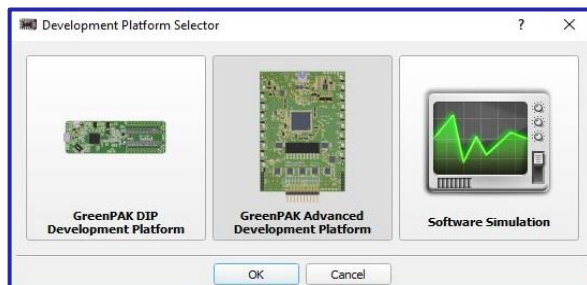 Development Platform Selector
GreenPAK DIP
Development Platform
GreenPAK Advanced
Development Platform
Software Simulation
OK
Cancel